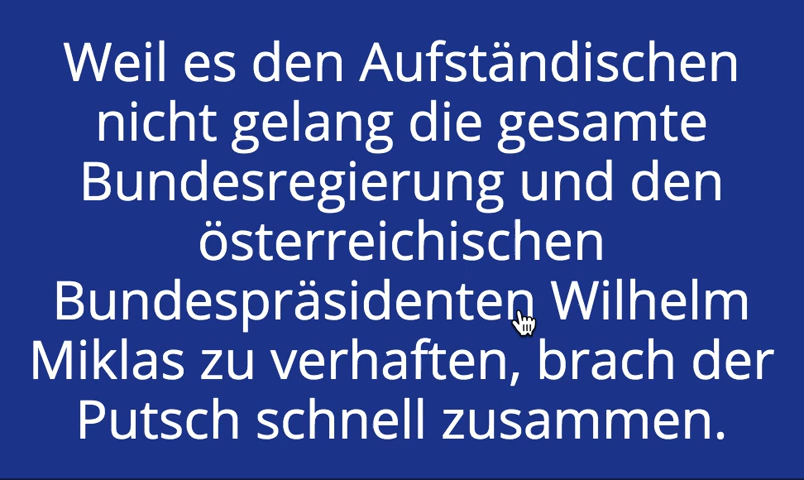 Weil es den Aufständischen
nicht gelang die gesamte
Bundesregierung und den
österreichischen
Bundespräsidenten Wilhelm
Miklas zu verhaften, brach der
Putsch schnell zusammen.